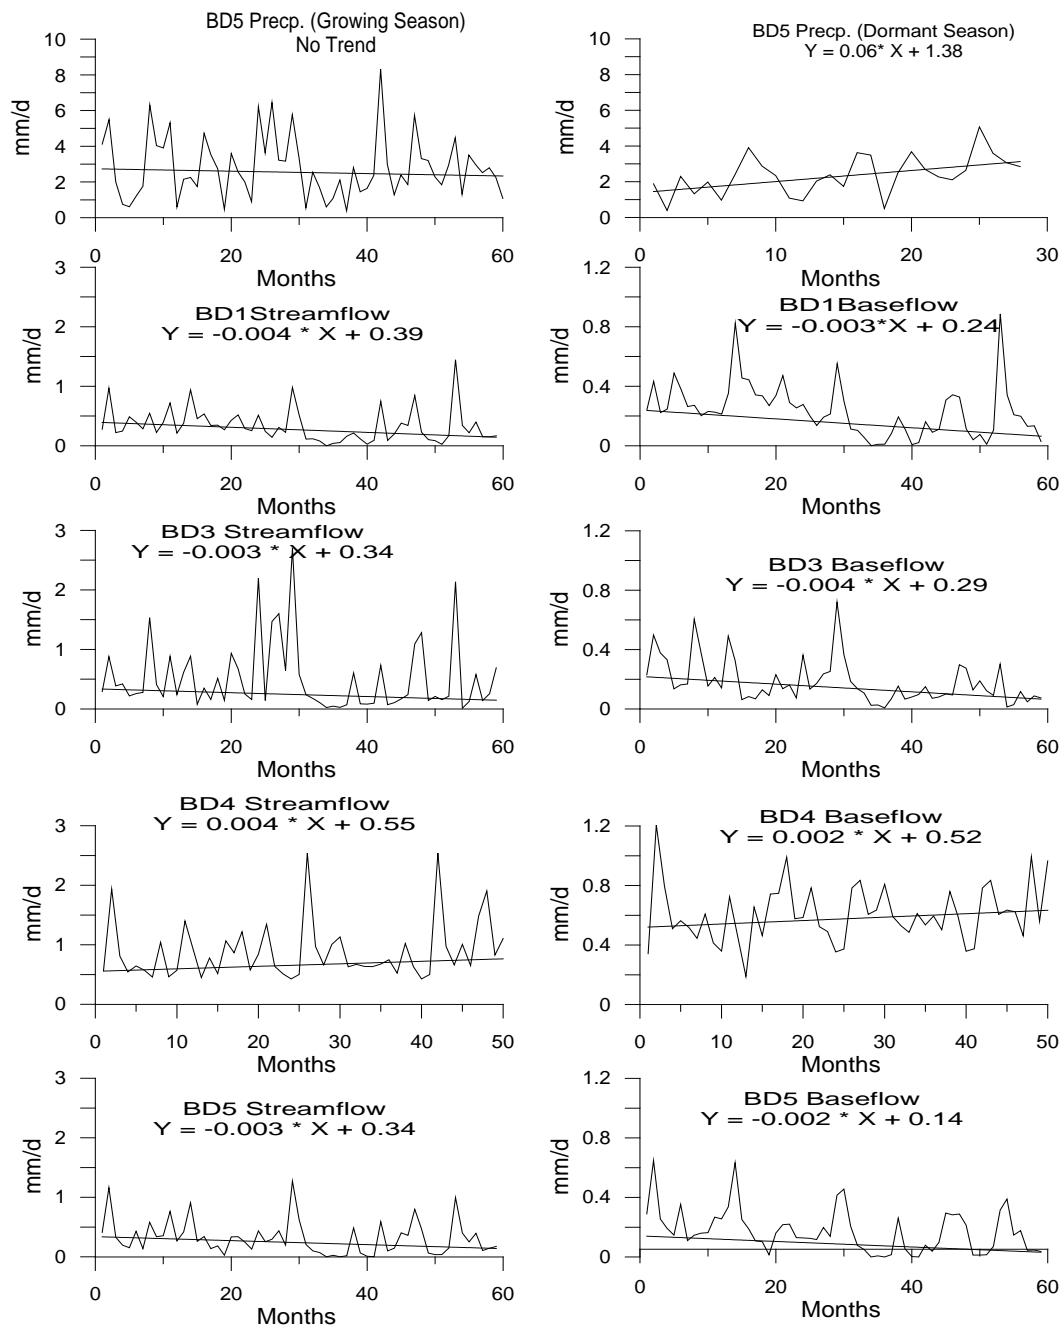 BD5 Precp. (Growing Season)
No Trend
10
8
6
4
2
0
mm/d
0
20
40
60
Months
BD5 Precp. (Dormant Season)
Y = 0.06* X + 1.38
10
8
6
4
2
0
mm/d
0
10
20
30
Months
BD1Streamflow
Y = -0.004 * X + 0.39
3
2
1
0
mm/d
0
20
40
60
Months
BD1Baseflow
Y = -0.003*X + 0.24
1.2
0.8
0.4
0
mm/d
0
20
40
60
Months
BD3 Streamflow
Y = -0.003 * X + 0.34
3
2
1
0
mm/d
0
20
40
60
Months
BD3 Baseflow
Y = -0.004 * X + 0.29
1.2
0.8
0.4
0
mm/d
0
20
40
60
Months
BD4 Streamflow
Y = 0.004 * X + 0.55
3
2
1
0
mm/d
0
10
20
30
40
50
Months
BD4 Baseflow
Y = 0.002 * X + 0.52
1.2
0.8
0.4
0
mm/d
0
10
20
30
40
50
Months
BD5 Streamflow
Y = -0.003 * X + 0.34
3
2
1
0
mm/d
0
20
40
60
Months
BD5 Baseflow
Y = -0.002 * X + 0.14
1.2
0.8
0.4
0
mm/d
0
20
40
60
Months